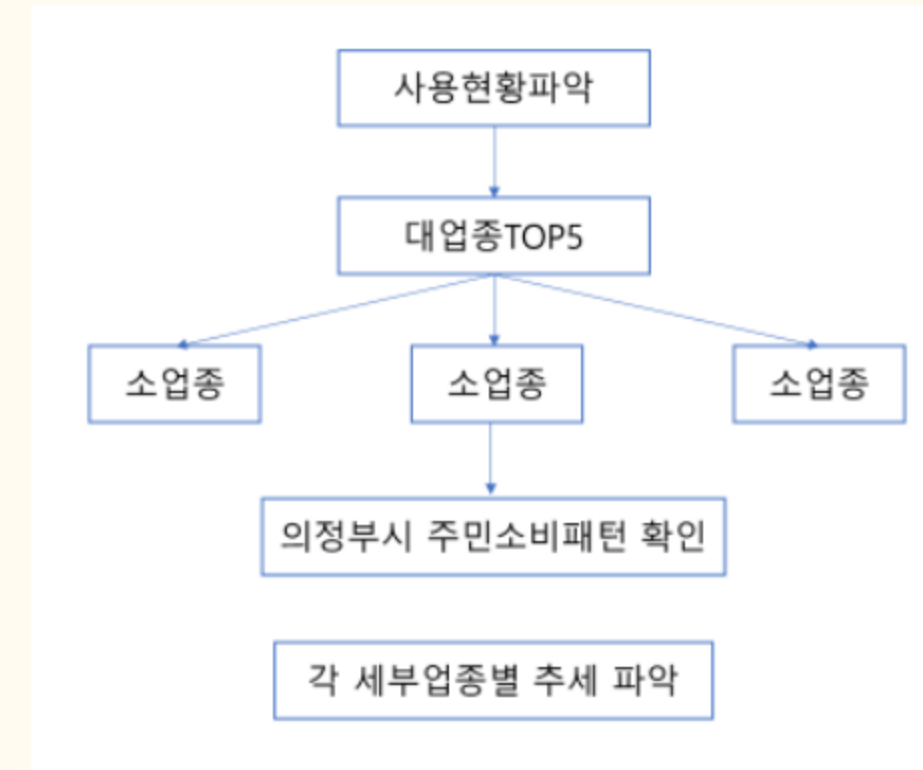 사용현황파악
대업종TOP5
소업종
소업종
소업종
의정부시 주민소비패턴 확인
각 세부업종별 추세 파악